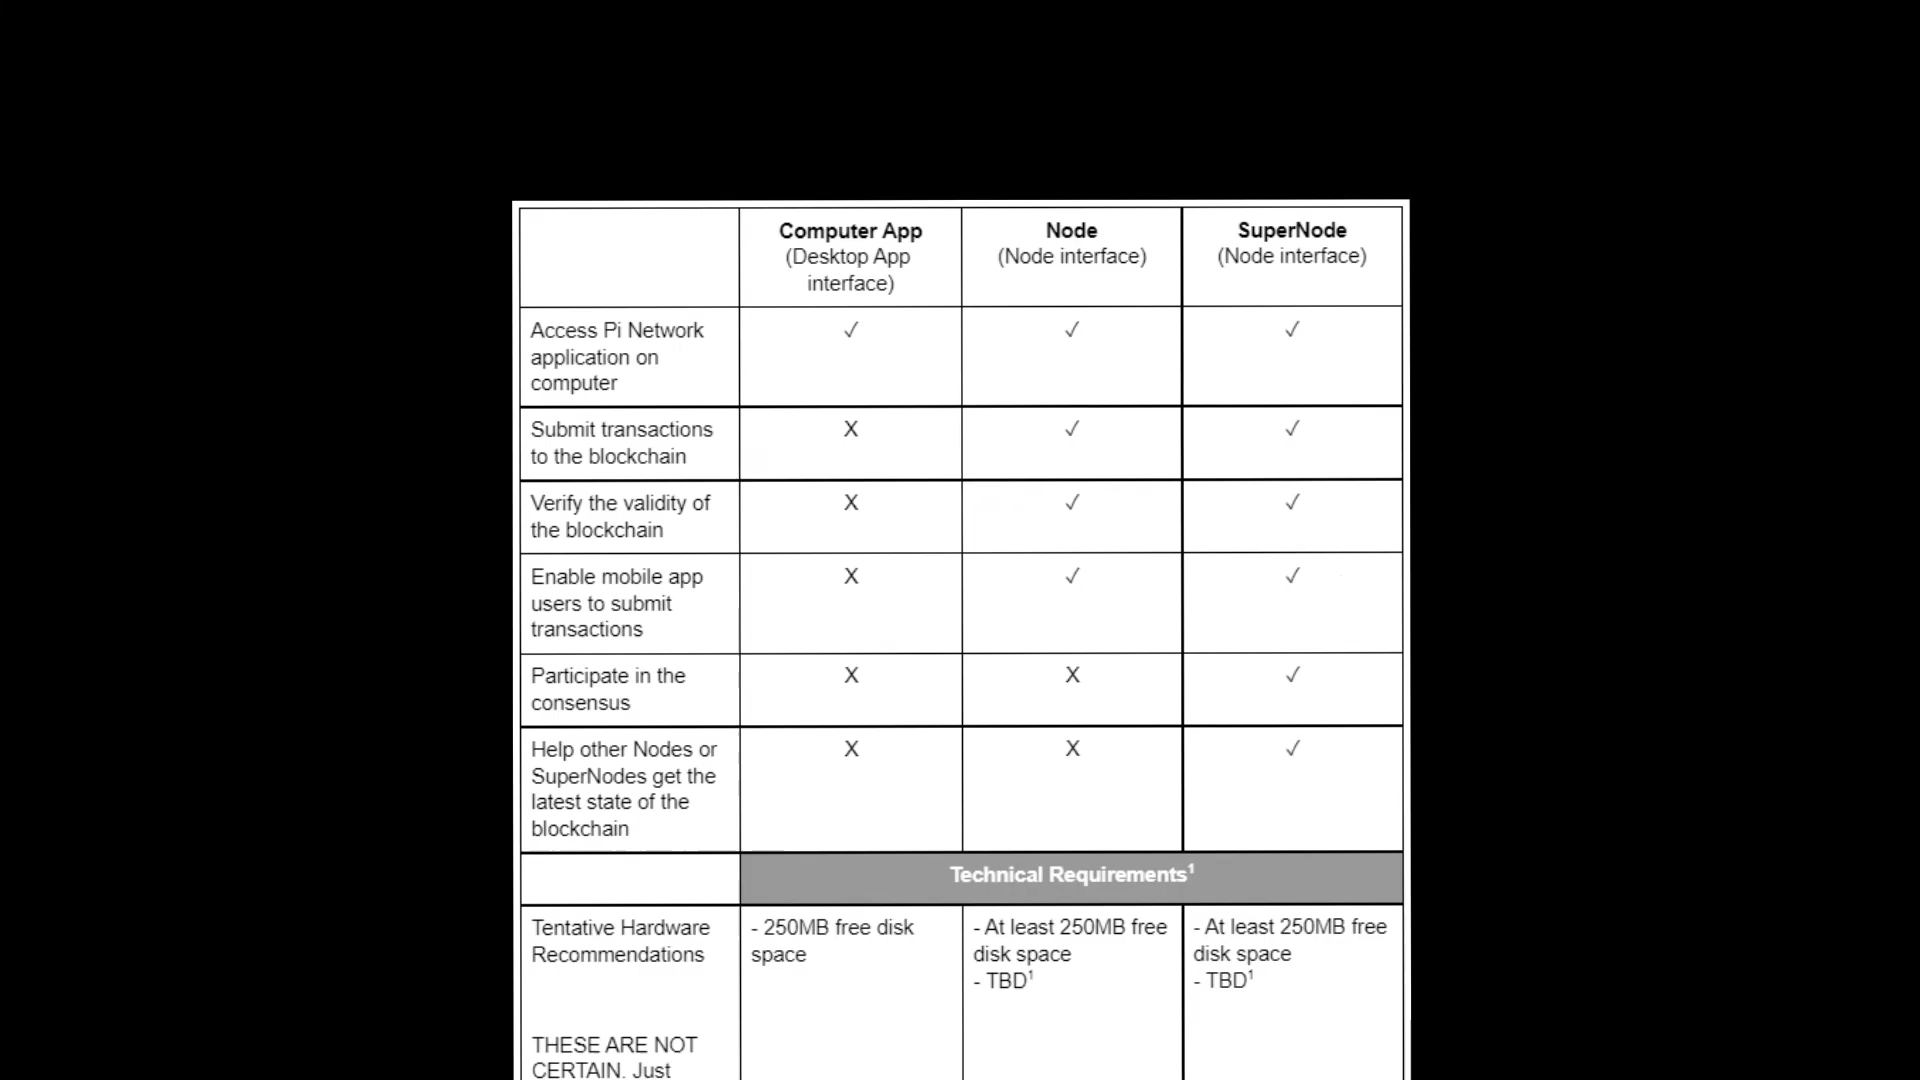 Computer App
(Desktop App
interface)
Node
(Node interface)
SuperNode
(Node interface)
Access Pi Network
application on
computer
✓
✓
✓
Submit transactions
to the blockchain
X
✓
✓
Verify the validity of
the blockchain
X
✓
✓
Enable mobile app
users to submit
transactions
X
✓
✓
Participate in the
consensus
X
X
✓
Help other Nodes or
SuperNodes get the
latest state of the
blockchain
X
X
✓
Technical Requirements¹
Tentative Hardware
Recommendations
THESE ARE NOT
CERTAIN. Just
- 250MB free disk
space
- At least 250MB free
disk space
- TBD¹
- At least 250MB free
disk space
- TBD¹